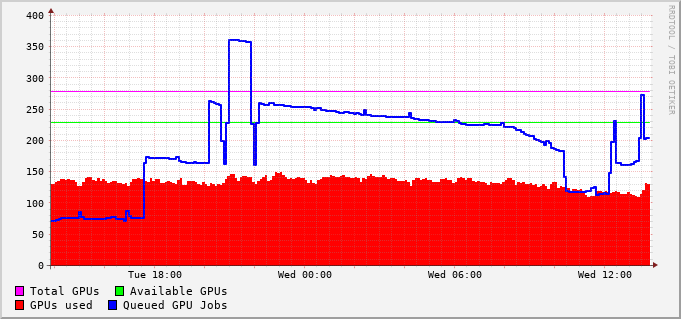 400
350
300
250
200
150
100
50
0
Tue 18:00 Wed 00:00 Wed 06:00 Wed 12:00
Total GPUs Available GPUs
GPUs used Queued GPU Jobs
RRDTOOL / TOBI OETIKER